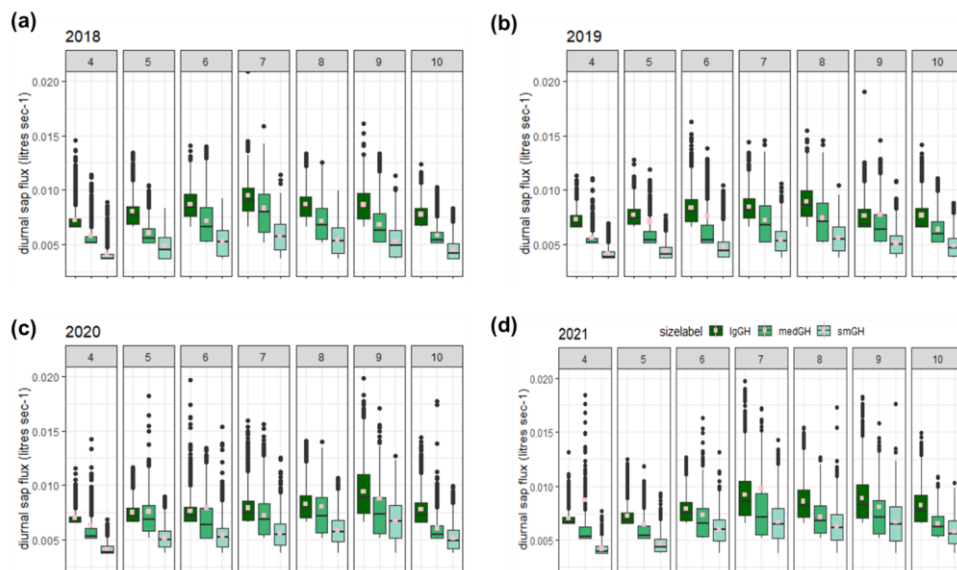 (a)
2018
4 5 6 7 8 9 10
0.020
0.015
0.010
0.005
diurnal sap flux (litres sec-1)
(b)
2019
4 5 6 7 8 9 10
0.020
0.015
0.010
0.005
diurnal sap flux (litres sec-1)
(c)
2020
4 5 6 7 8 9 10
0.020
0.015
0.010
0.005
diurnal sap flux (litres sec-1)
(d)
2021
sizelabel lgGH medGH smGH
4 5 6 7 8 9 10
0.020
0.015
0.010
0.005
diurnal sap flux (litres sec-1)